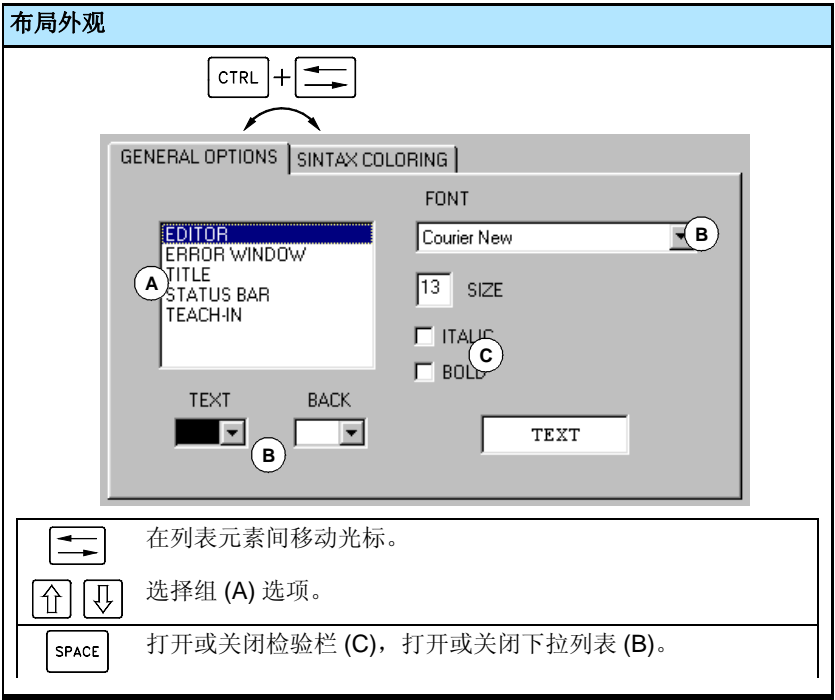 布局外观
CTRL +
GENERAL OPTIONS SINTAX COLORING
FONT
EDITOR
ERROR WINDOW
TITLE
STATUS BAR
TEACH-IN
A
Courier New
B
13 SIZE
ITALIC
BOLD
C
TEXT BACK
B
TEXT
在列表元素间移动光标。
选择组 (A) 选项。
SPACE 打开或关闭检验栏 (C)，打开或关闭下拉列表 (B)。